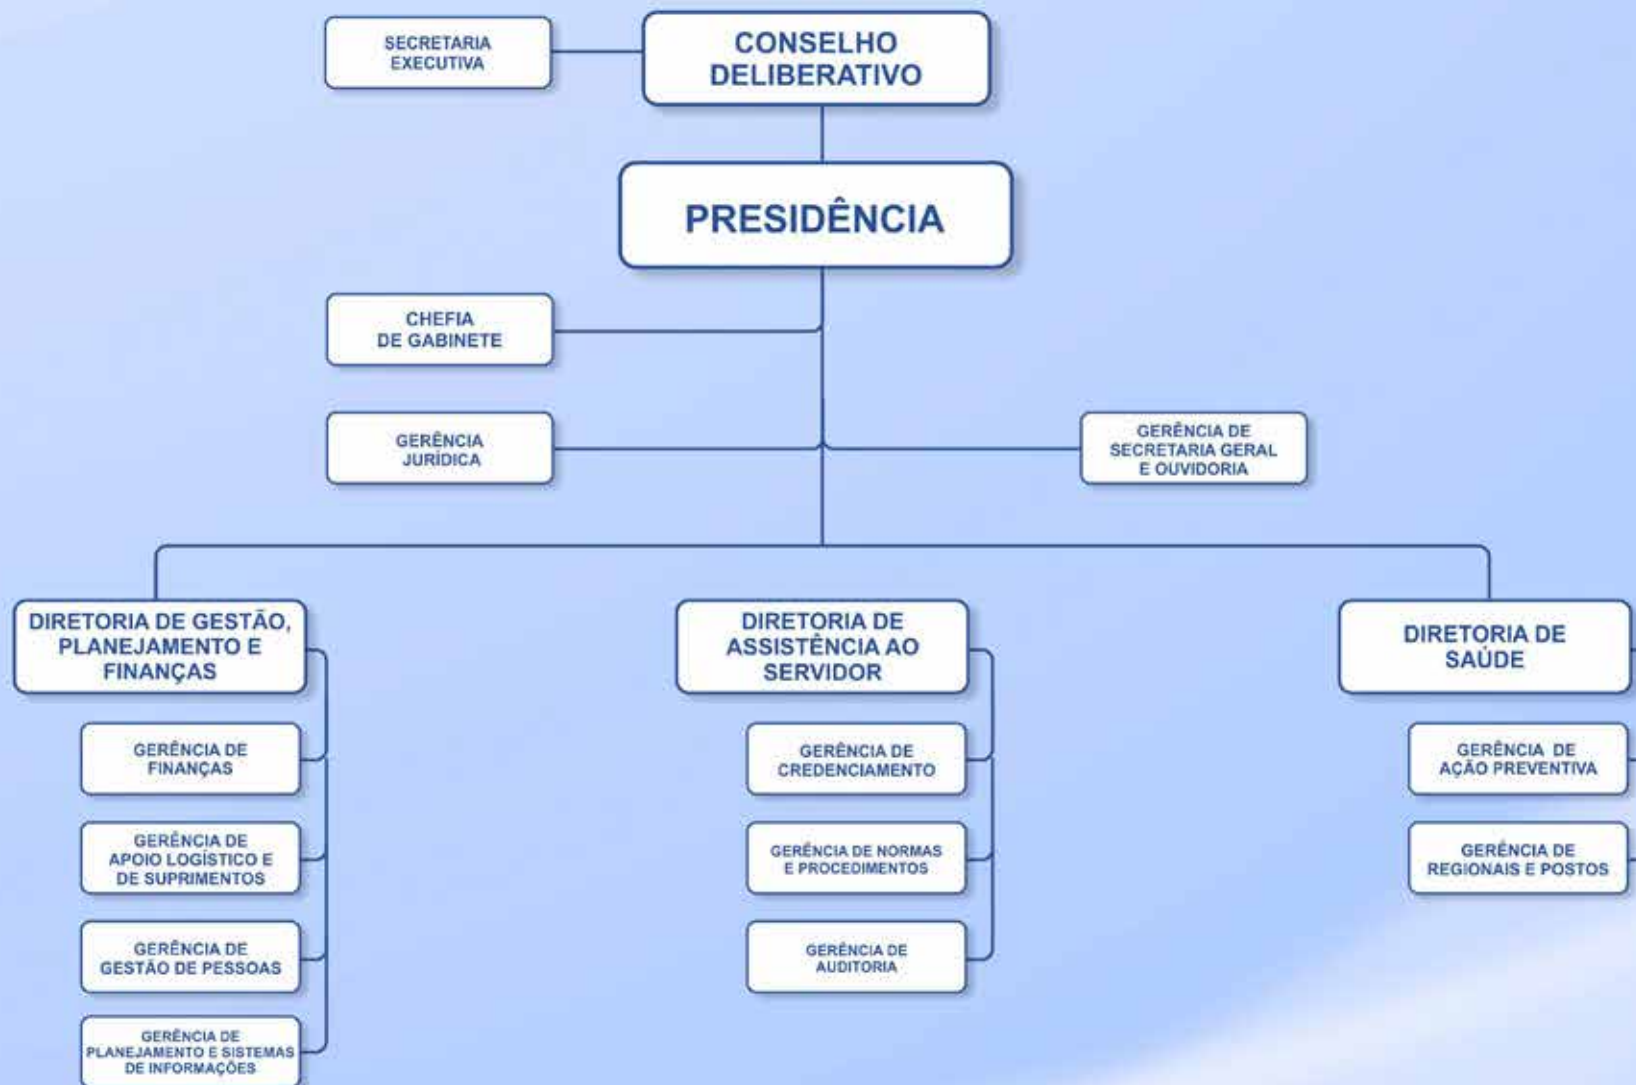 SECRETARIA
EXECUTIVA
CONSELHO
DELIBERATIVO
PRESIDÊNCIA
CHEFIA
DE GABINETE
GERÊNCIA
JURÍDICA
GERÊNCIA DE
SECRETARIA GERAL
E OUVIDORIA
DIRETORIA DE GESTÃO,
PLANEJAMENTO E
FINANÇAS
GERÊNCIA DE
FINANÇAS
GERÊNCIA DE
APOIO LOGÍSTICO E
DE SUPRIMENTOS
GERÊNCIA DE
GESTÃO DE PESSOAS
GERÊNCIA DE
PLANEJAMENTO E SISTEMAS
DE INFORMAÇÕES
DIRETORIA DE
ASSISTÊNCIA AO
SERVIDOR
GERÊNCIA DE
CREDENCIAMENTO
GERÊNCIA DE NORMAS
E PROCEDIMENTOS
GERÊNCIA DE
AUDITORIA
DIRETORIA DE
SAÚDE
GERÊNCIA DE
AÇÃO PREVENTIVA
GERÊNCIA DE
REGIONAIS E POSTOS